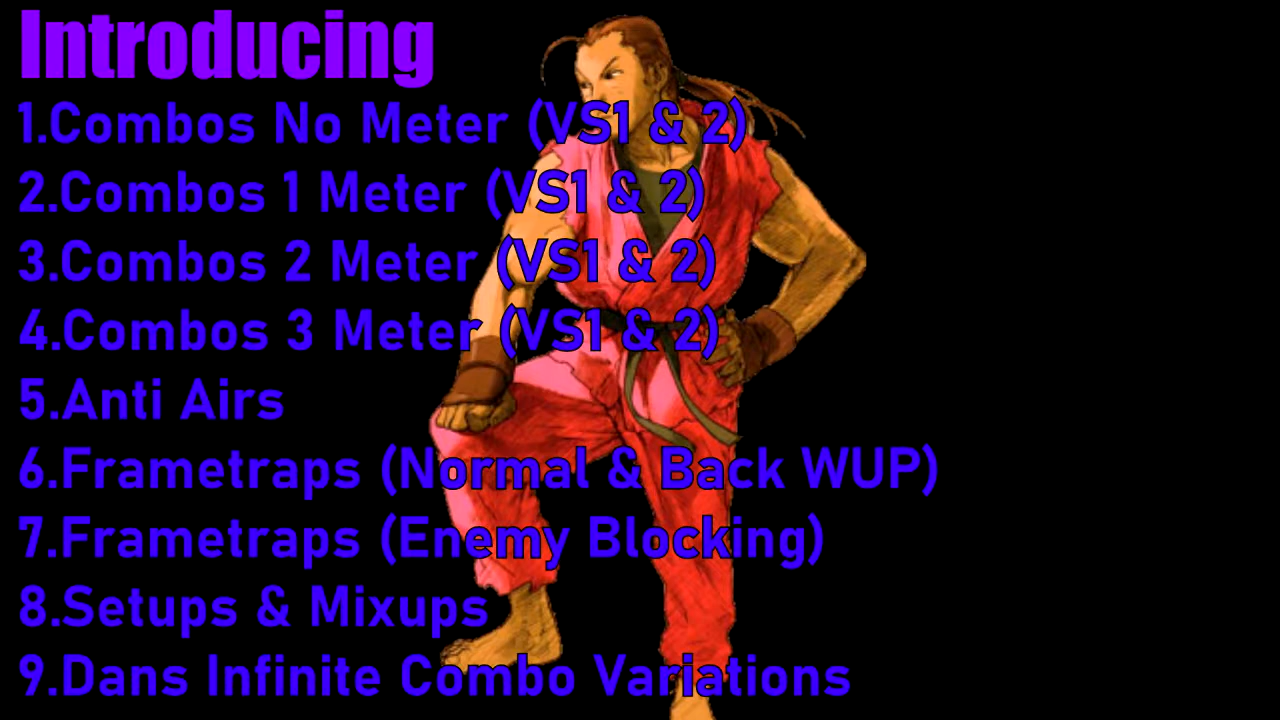 Introducing
1.Combos No Meter (VS1 & 2)
2.Combos 1 Meter (VS1 & 2)
3.Combos 2 Meter (VS1 & 2)
4.Combos 3 Meter (VS1 & 2)
5.Anti Airs
6.Frametraps (Normal & Back WUP)
7.Frametraps (Enemy Blocking)
8.Setups & Mixups
9.Dans Infinite Combo Variations